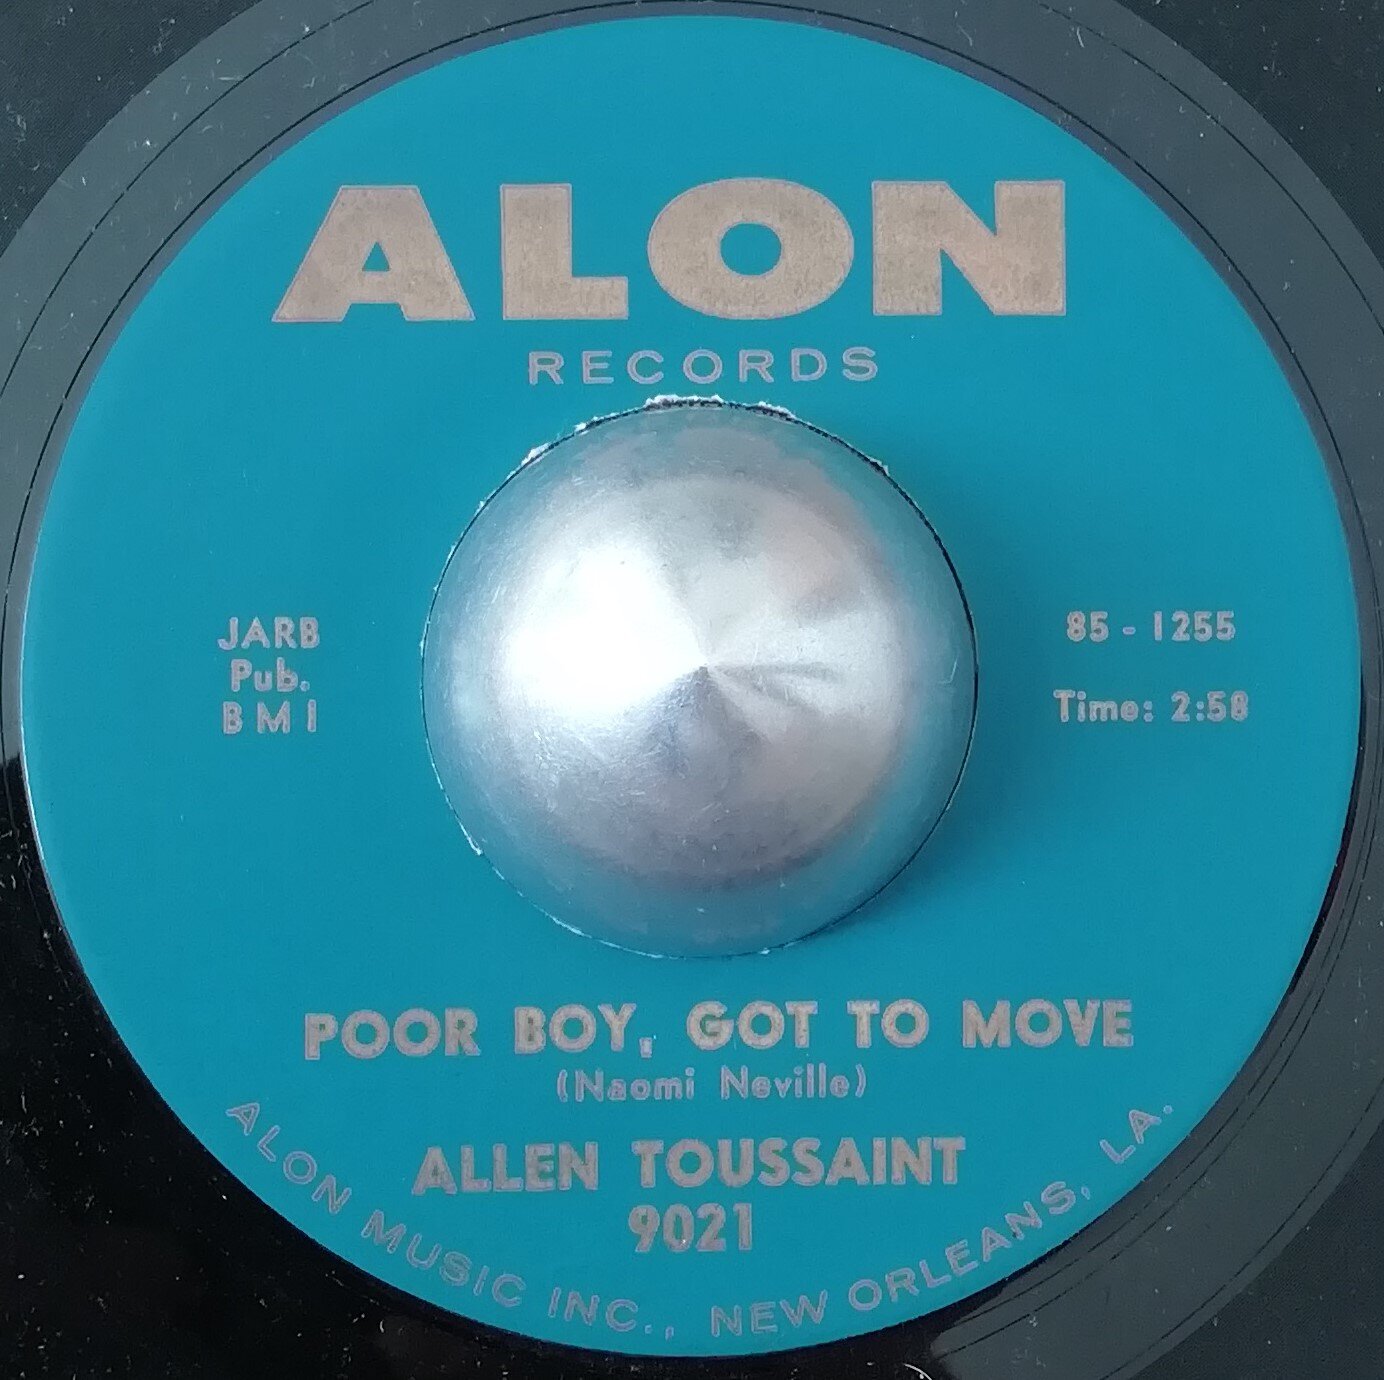 ALON
RECORDS
JARB
Pub.
BMI
85-1255
Time: 2:58
POOR BOY, GOT TO MOVE
(Naomi Neville)
ALLEN TOUSSAINT
9021
ALON MUSIC INC., NEW ORLEANS, LA.